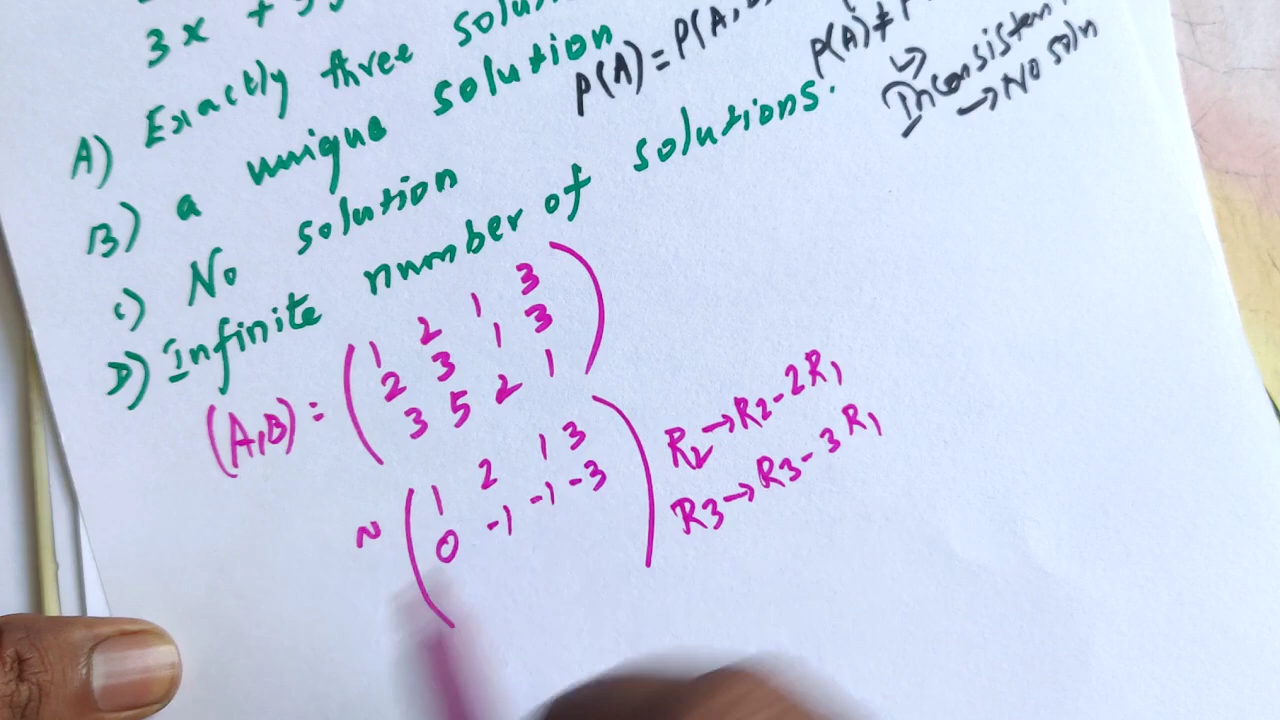 3x +
A) Exactly three
B) a unique solution
C) No solution
D) Infinite number of solutions.
ρ(A) = ρ(A,
ρ(A) ≠
↳ Inconsisten
→ No soln
(A,B) = ( 1 2 1 3
2 3 1 3
3 5 2 1 )
~ ( 1 2 1 3
0 -1 -1 -3 )
R2 → R2 - 2R1
R3 → R3 - 3R1